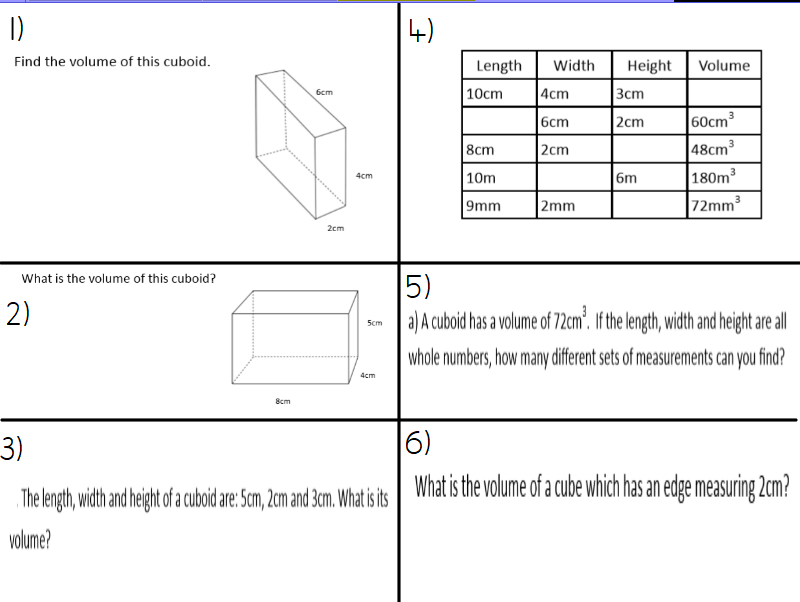 1)
Find the volume of this cuboid.
6cm
4cm
2cm
What is the volume of this cuboid?
2)
5cm
4cm
8cm
3)
The length, width and height of a cuboid are: 5cm, 2cm and 3cm. What is its
volume?
4)
Length Width Height Volume
10cm 4cm 3cm
6cm 2cm 60cm³
8cm 2cm 48cm³
10m 6m 180m³
9mm 2mm 72mm³
5)
a) A cuboid has a volume of 72cm³. If the length, width and height are all
whole numbers, how many different sets of measurements can you find?
6)
What is the volume of a cube which has an edge measuring 2cm?